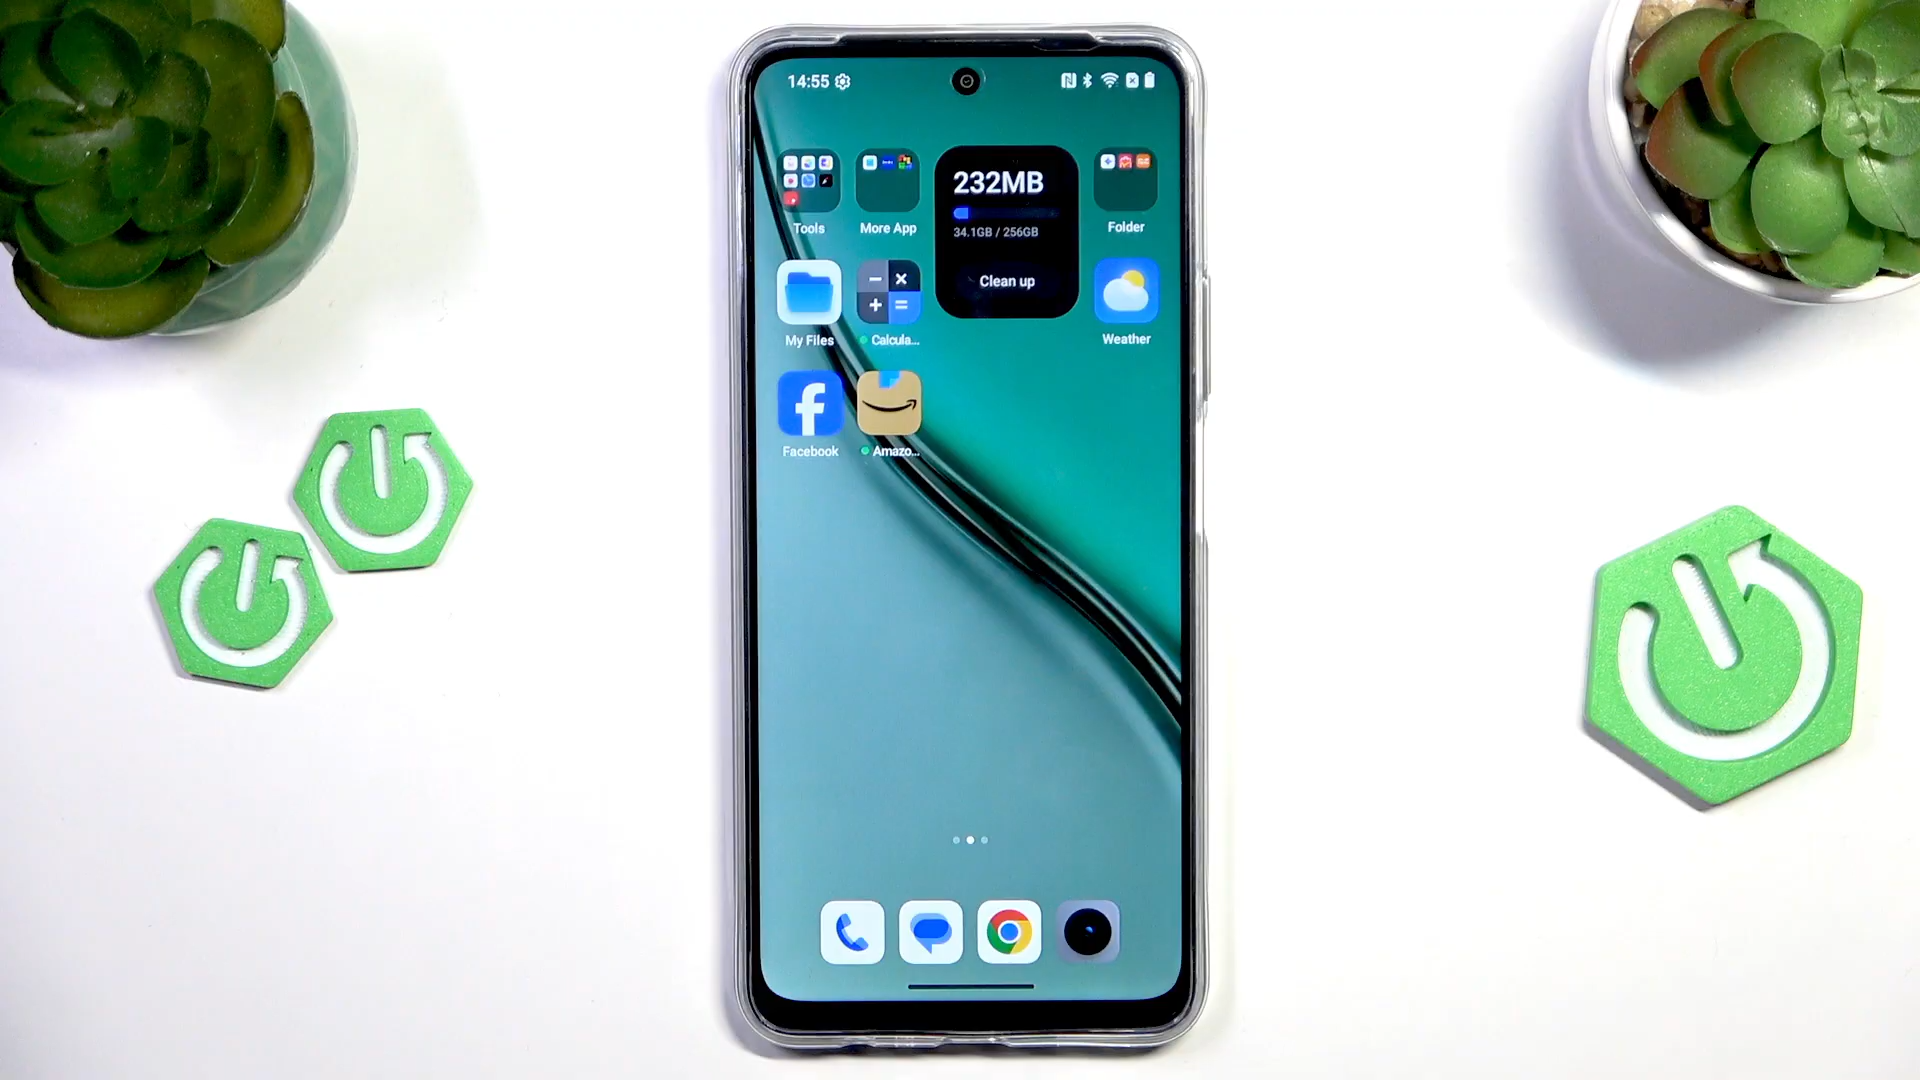 14:55
232MB
34.1GB / 256GB
Clean up
Tools
More App
Folder
My Files
Calcula...
Weather
Facebook
Amazo...